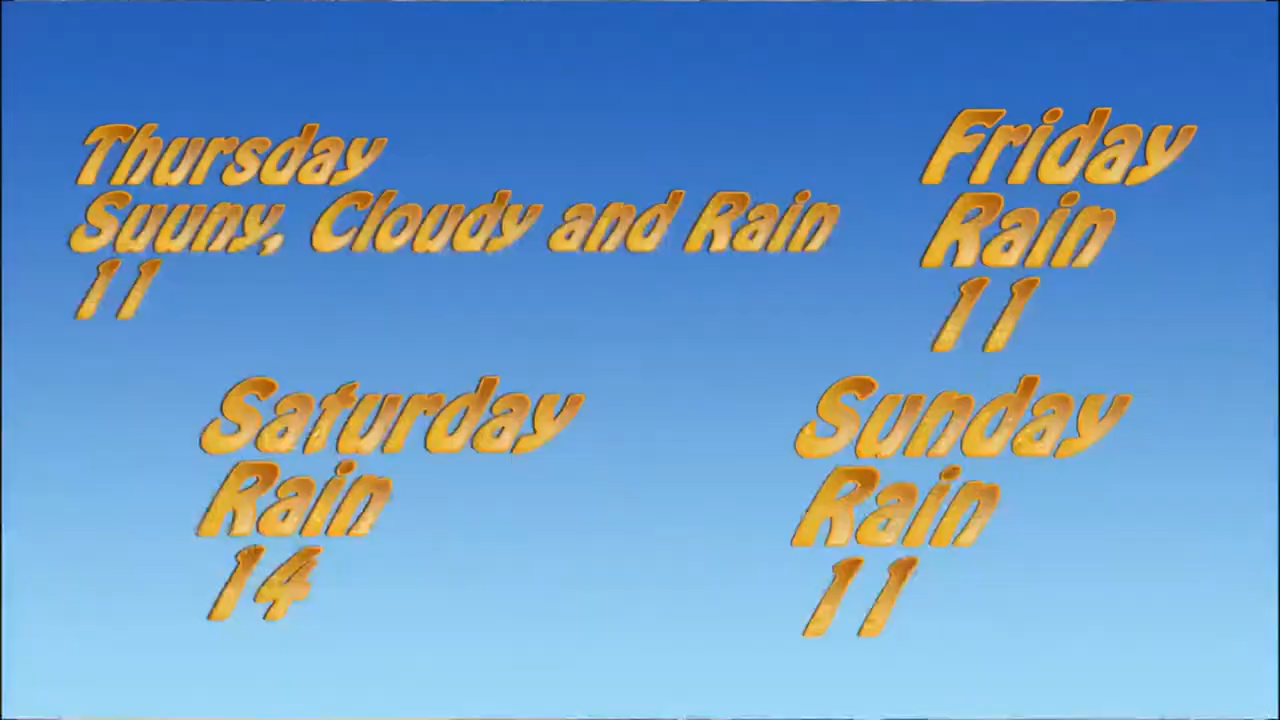 Thursday
Suuny, Cloudy and Rain
11
Friday
Rain
11
Saturday
Rain
14
Sunday
Rain
11